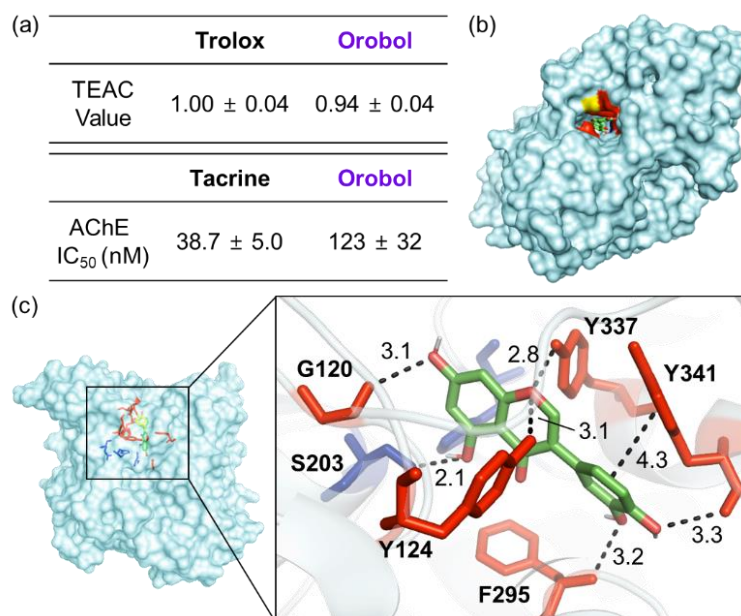 (a)
Trolox Orobol
TEAC
Value
1.00 ± 0.04 0.94 ± 0.04
Tacrine Orobol
AChE
IC50 (nM)
38.7 ± 5.0 123 ± 32
(b)
(c)
Y337
3.1
2.8
G120
Y341
3.1
4.3
S203
2.1
3.3
Y124
3.2
F295